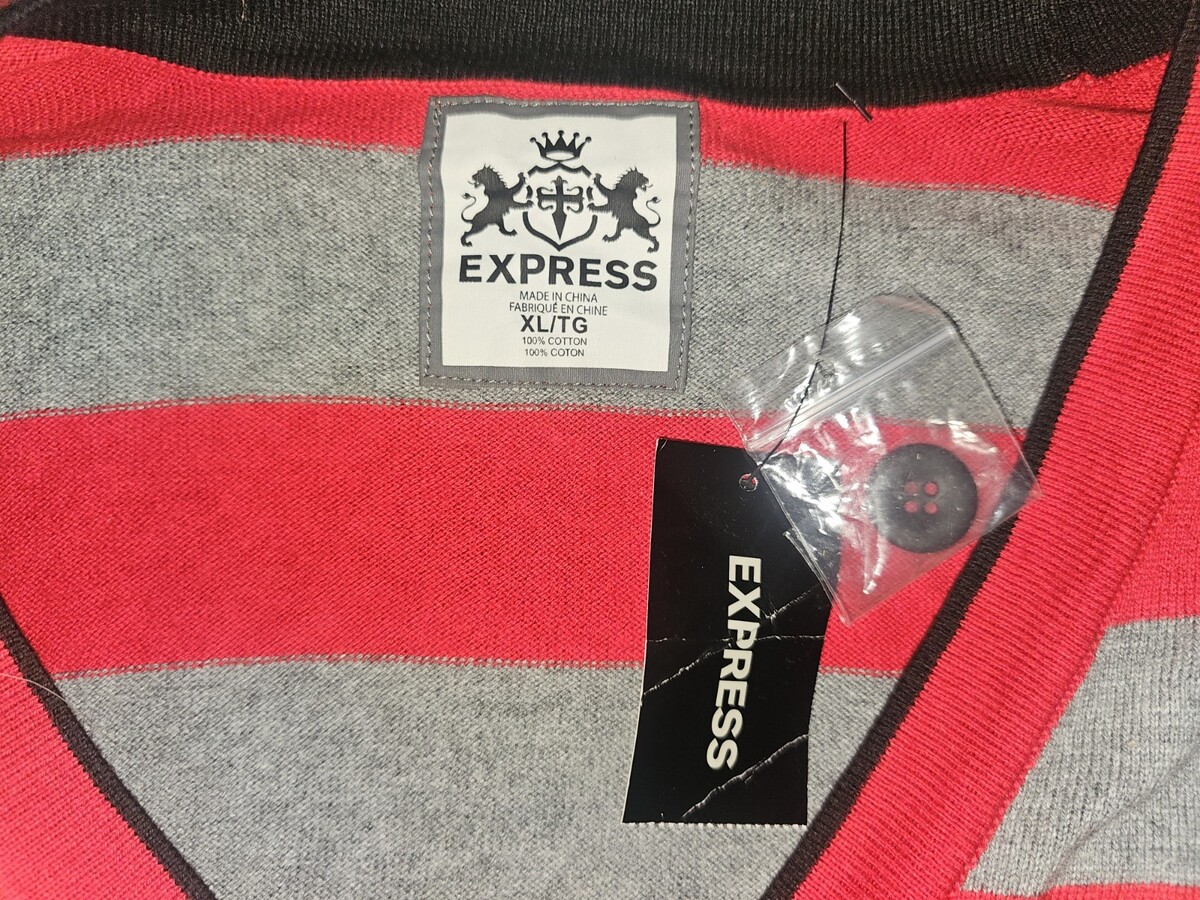 EXPRESS
MADE IN CHINA
FABRIQUÉ EN CHINE
XL/TG
100% COTTON
100% COTON
EXPRESS